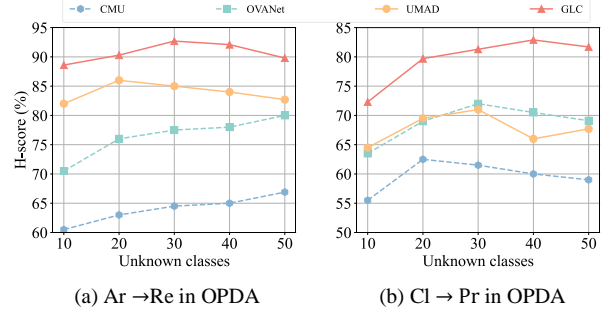 CMU OVANet UMAD GLC
H-score (%)
95
90
85
80
75
70
65
60
10 20 30 40 50
Unknown classes
(a) Ar →Re in OPDA
85
80
75
70
65
60
55
50
10 20 30 40 50
Unknown classes
(b) Cl → Pr in OPDA